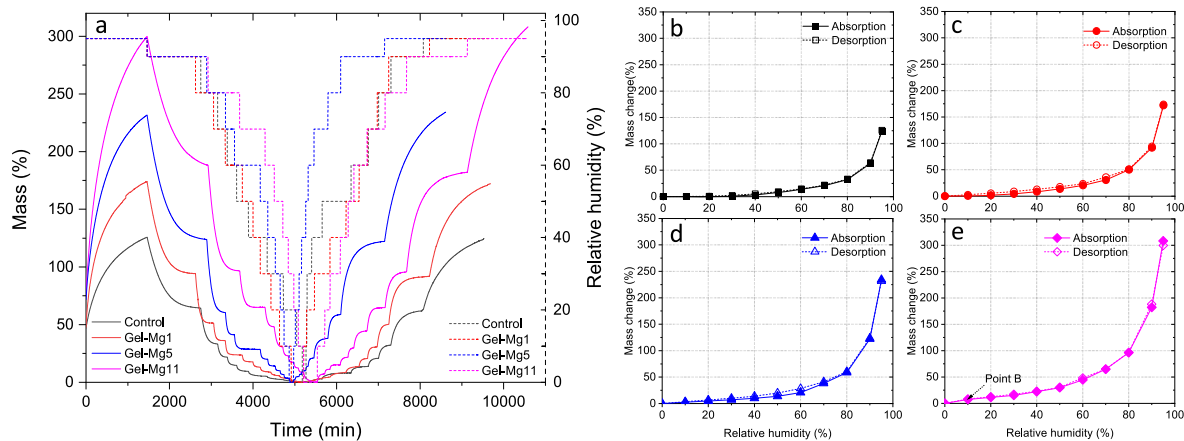 a
Mass (%)
300
250
200
150
100
50
0
0 2000 4000 6000 8000 10000
Time (min)
Control
Gel-Mg1
Gel-Mg5
Gel-Mg11
Control
Gel-Mg1
Gel-Mg5
Gel-Mg11
100
80
60
40
20
0
Relative humidity (%)
b
Absorption
Desorption
Mass change(%)
350
300
250
200
150
100
50
0
0 20 40 60 80 100
c
Absorption
Desorption
Mass change (%)
350
300
250
200
150
100
50
0
0 20 40 60 80 100
d
Absorption
Desorption
Mass change (%)
350
300
250
200
150
100
50
0
0 20 40 60 80 100
Relative humidity (%)
e
Absorption
Desorption
Point B
Mass change (%)
350
300
250
200
150
100
50
0
0 20 40 60 80 100
Relative humidity (%)